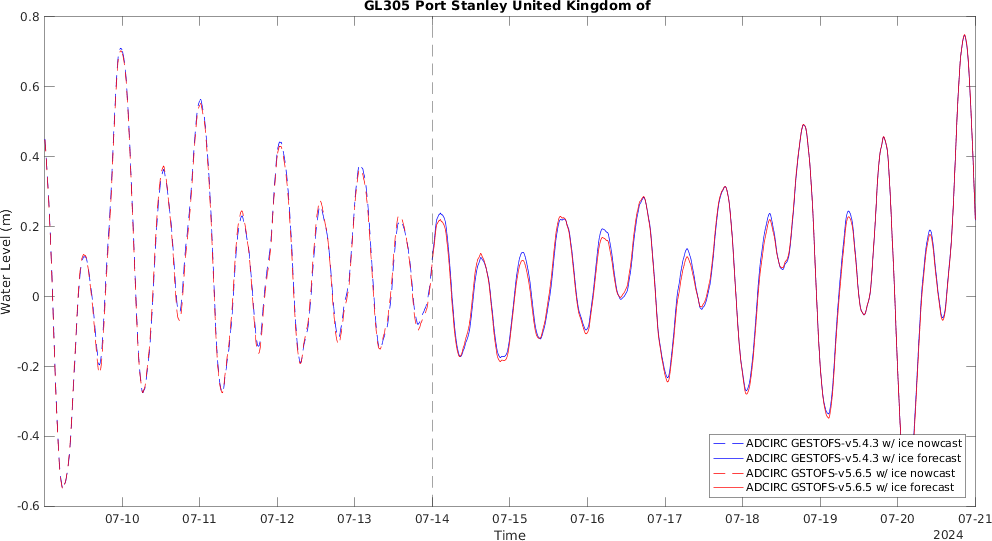 GL305 Port Stanley United Kingdom of
Water Level (m)
0.8
0.6
0.4
0.2
0
-0.2
-0.4
-0.6
ADCIRC GESTOFS-v5.4.3 w/ ice nowcast
ADCIRC GESTOFS-v5.4.3 w/ ice forecast
ADCIRC GSTOFS-v5.6.5 w/ ice nowcast
ADCIRC GSTOFS-v5.6.5 w/ ice forecast
07-10 07-11 07-12 07-13 07-14 07-15 07-16 07-17 07-18 07-19 07-20 07-21
Time
2024